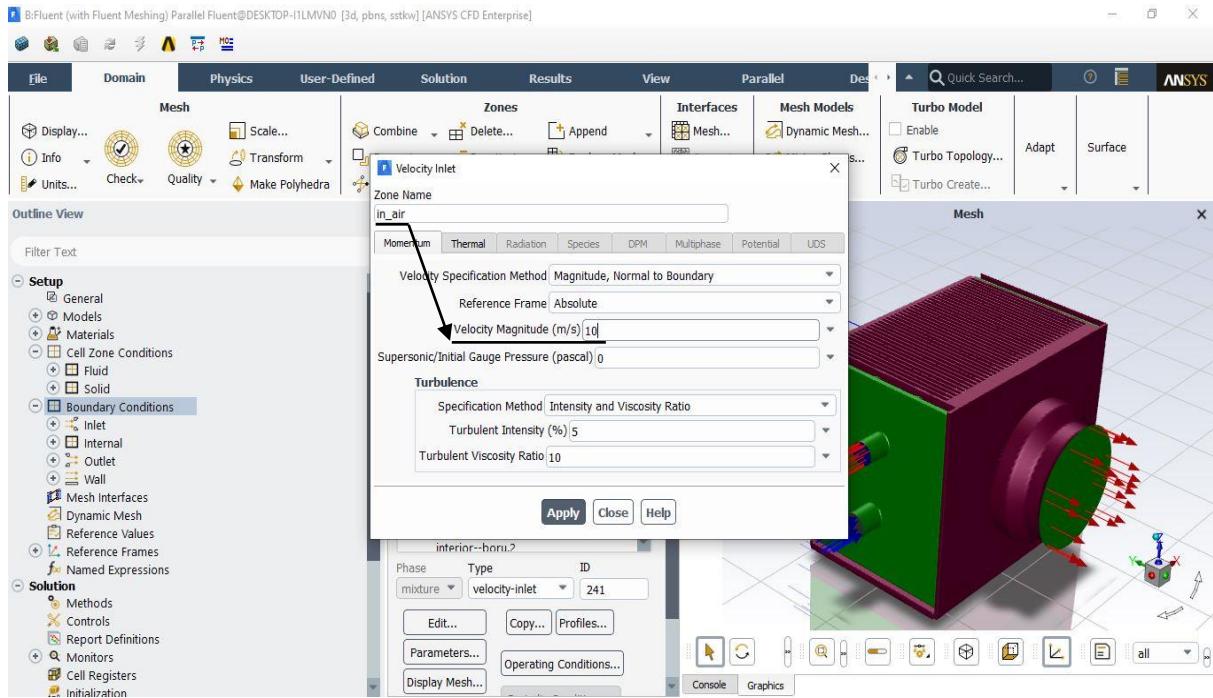 B:Fluent (with Fluent Meshing) Parallel Fluent@DESKTOP-I1LMVN0 [3d, pbns, sstkw] [ANSYS CFD Enterprise]
File Domain Physics User-Defined Solution Results View Parallel Des Quick Search... ANSYS
Mesh Zones Interfaces Mesh Models Turbo Model
Display... Scale... Combine Delete... Append Mesh... Dynamic Mesh... Enable
Info Transform Turbo Topology... Adapt Surface
Units... Check Quality Make Polyhedra Turbo Create...
Outline View Mesh
Filter Text
Setup
General
Models
Materials
Cell Zone Conditions
Fluid
Solid
Boundary Conditions
Inlet
Internal
Outlet
Wall
Mesh Interfaces
Dynamic Mesh
Reference Values
Reference Frames
Named Expressions
Solution
Methods
Controls
Report Definitions
Monitors
Cell Registers
Initialization
Velocity Inlet
Zone Name
in_air
Momentum Thermal Radiation Species DPM Multiphase Potential UDS
Velocity Specification Method Magnitude, Normal to Boundary
Reference Frame Absolute
Velocity Magnitude (m/s) 10
Supersonic/Initial Gauge Pressure (pascal) 0
Turbulence
Specification Method Intensity and Viscosity Ratio
Turbulent Intensity (%) 5
Turbulent Viscosity Ratio 10
Apply Close Help
interior--boru.2
Phase Type ID
mixture velocity-inlet 241
Edit... Copy... Profiles...
Parameters... Operating Conditions...
Display Mesh...
Y X
all
Console Graphics